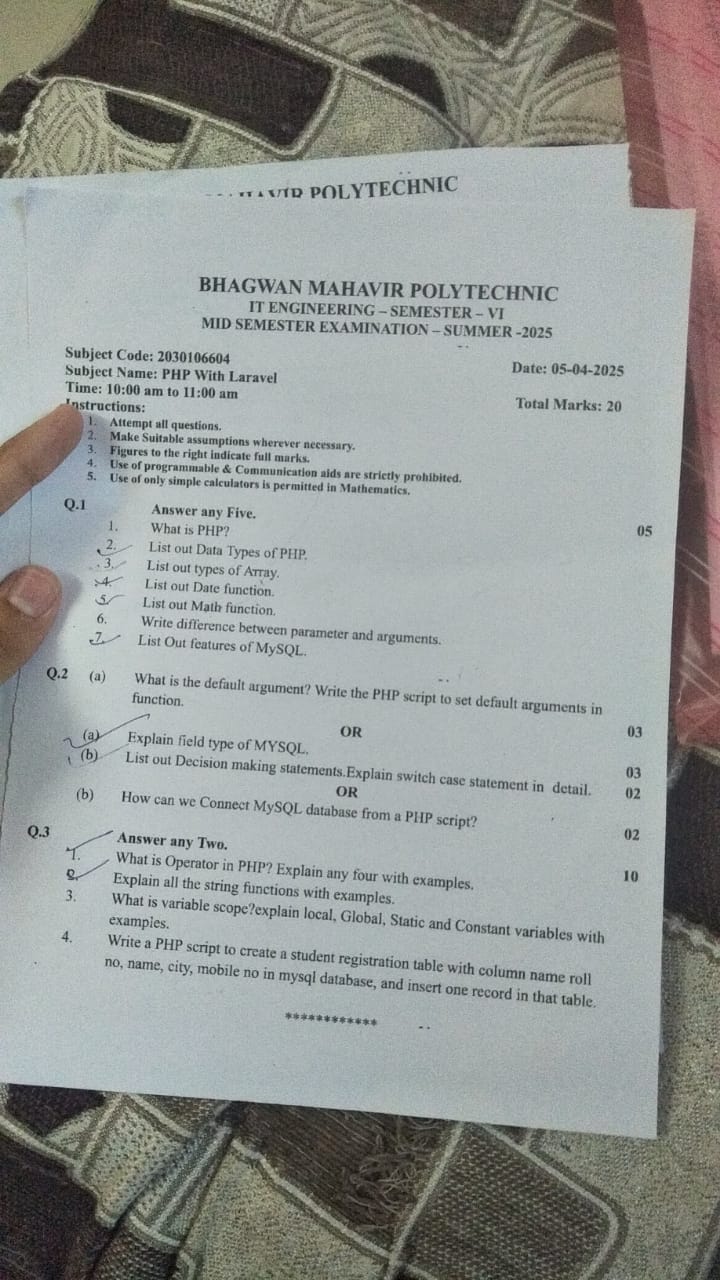 POLYTECHNIC
BHAGWAN MAHAVIR POLYTECHNIC
IT ENGINEERING – SEMESTER – VI
MID SEMESTER EXAMINATION – SUMMER -2025
Subject Code: 2030106604
Subject Name: PHP With Laravel
Date: 05-04-2025
Time: 10:00 am to 11:00 am
Total Marks: 20
Instructions:
1. Attempt all questions.
2. Make Suitable assumptions wherever necessary.
3. Figures to the right indicate full marks.
4. Use of programmable & Communication aids are strictly prohibited.
5. Use of only simple calculators is permitted in Mathematics.
Q.1 Answer any Five. 05
1. What is PHP?
2. List out Data Types of PHP.
3. List out types of Array.
4. List out Date function.
5. List out Math function.
6. Write difference between parameter and arguments.
7. List Out features of MySQL.
Q.2 (a) What is the default argument? Write the PHP script to set default arguments in
function. 03
OR
(a) Explain field type of MYSQL. 03
(b) List out Decision making statements.Explain switch case statement in detail. 02
OR
(b) How can we Connect MySQL database from a PHP script? 02
Q.3 Answer any Two. 10
1. What is Operator in PHP? Explain any four with examples.
2. Explain all the string functions with examples.
3. What is variable scope?explain local, Global, Static and Constant variables with
examples.
4. Write a PHP script to create a student registration table with column name roll
no, name, city, mobile no in mysql database, and insert one record in that table.
************